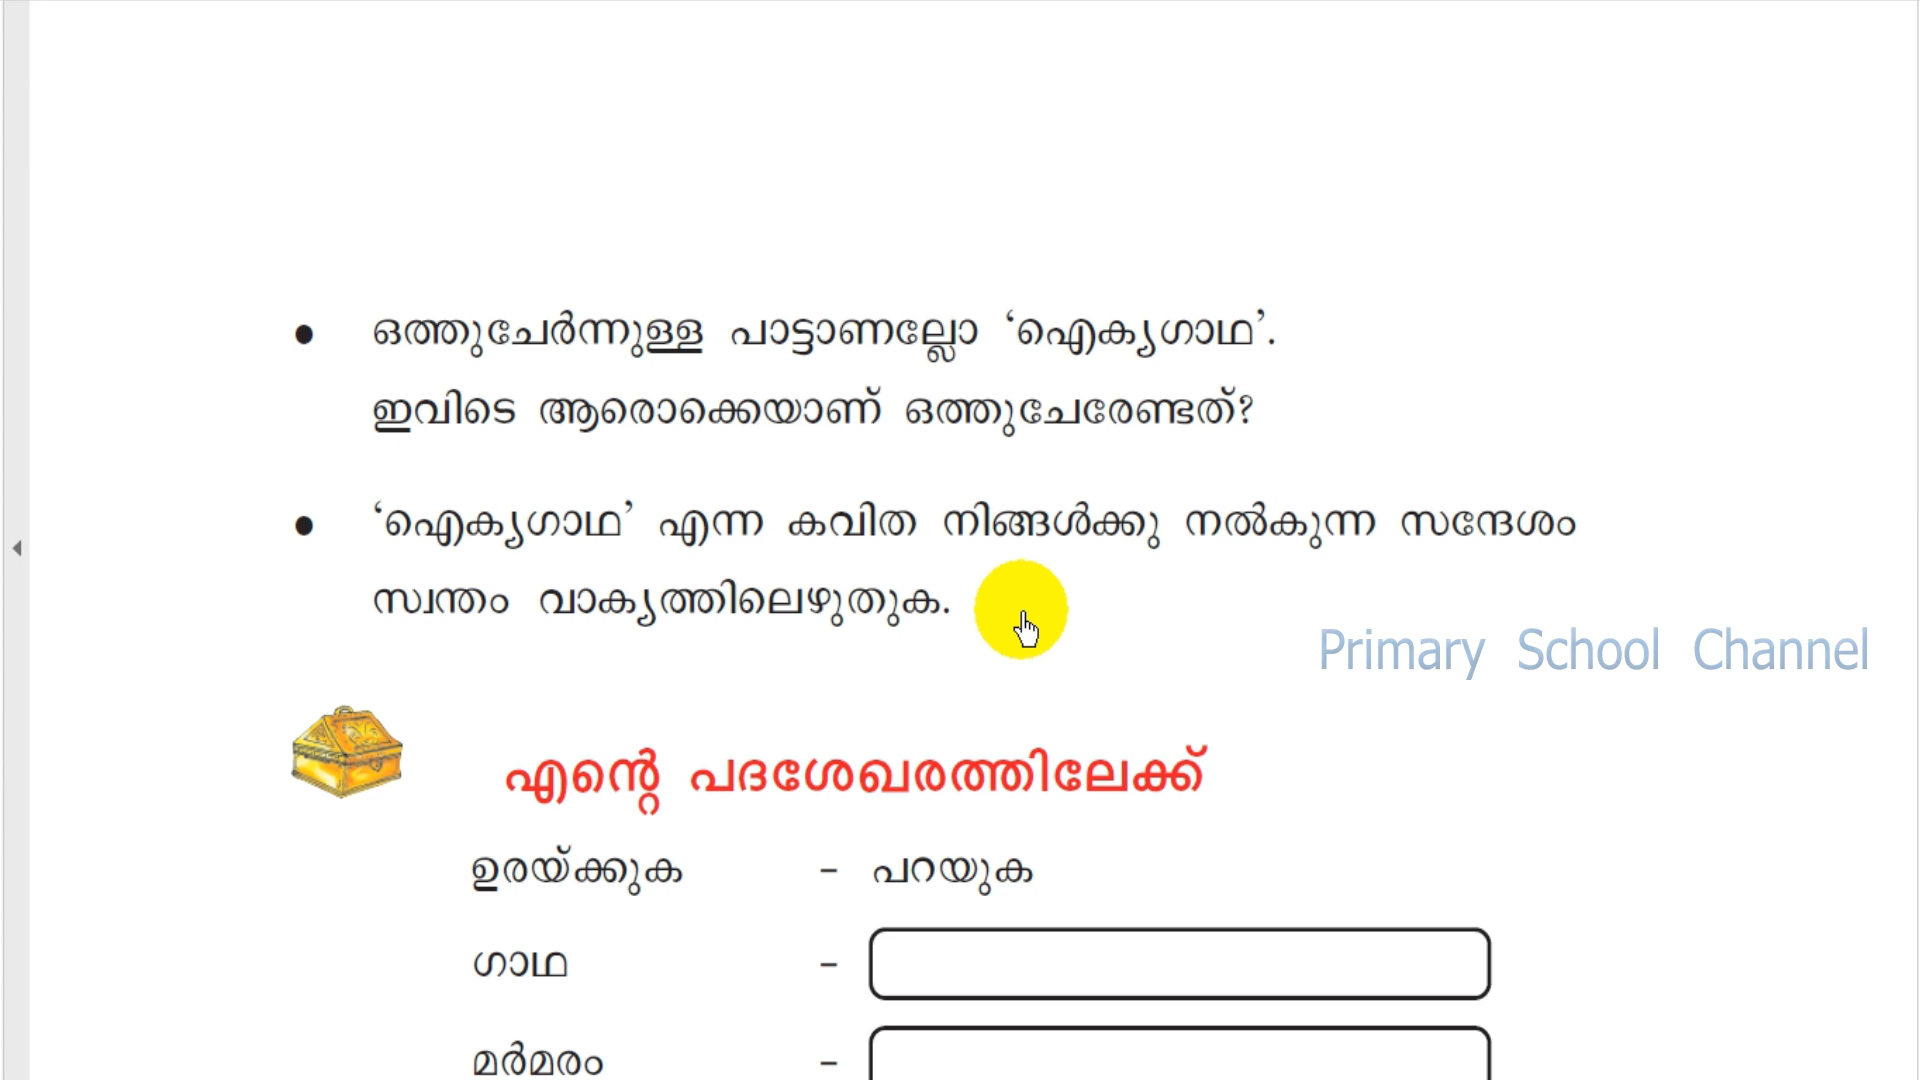 ● ഒത്തുചേർന്നുള്ള പാട്ടാണല്ലോ ‘ഐക്യഗാഥ’.
ഇവിടെ ആരൊക്കെയാണ് ഒത്തുചേരേണ്ടത്?
● ‘ഐക്യഗാഥ’ എന്ന കവിത നിങ്ങൾക്കു നൽകുന്ന സന്ദേശം
സ്വന്തം വാക്യത്തിലെഴുതുക.
Primary School Channel
എന്റെ പദശേഖരത്തിലേക്ക്
ഉരയ്ക്കുക – പറയുക
ഗാഥ –
മർമരം –